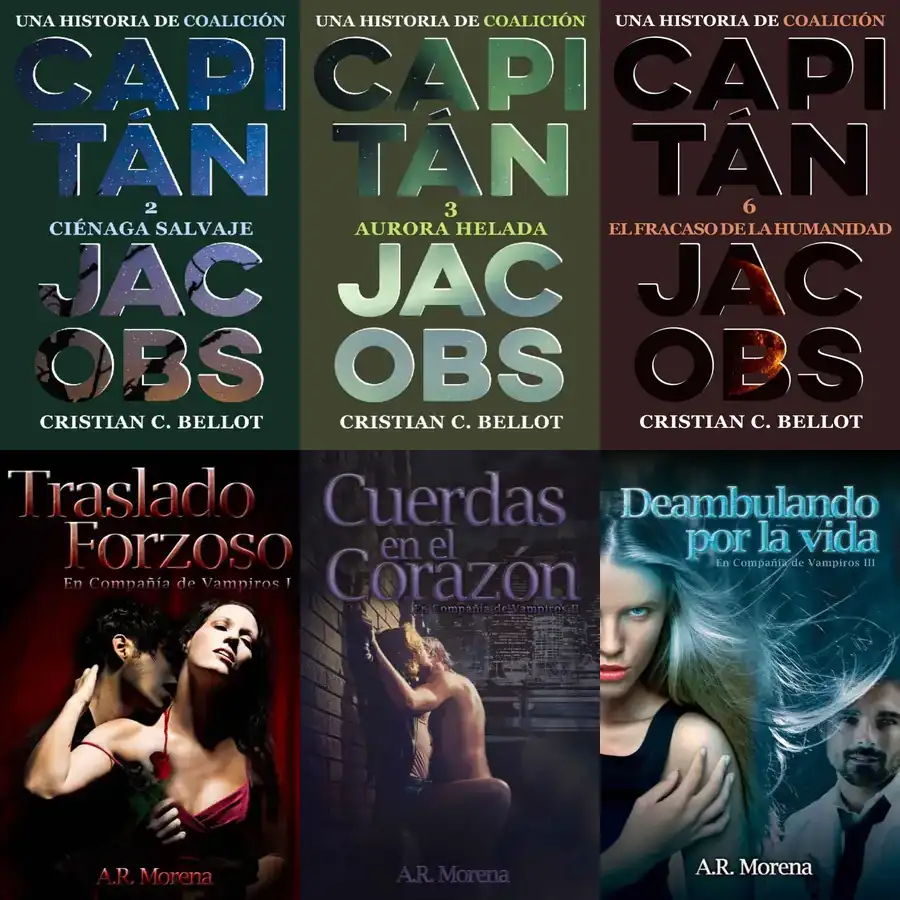 UNA HISTORIA DE COALICIÓN
CAPI
TÁN
2
CIÉNAGA SALVAJE
JAC
OBS
CRISTIAN C. BELLOT
UNA HISTORIA DE COALICIÓN
CAPI
TÁN
3
AURORA HELADA
JAC
OBS
CRISTIAN C. BELLOT
UNA HISTORIA DE COALICIÓN
CAPI
TÁN
6
EL FRACASO DE LA HUMANIDAD
JAC
OBS
CRISTIAN C. BELLOT
Traslado
Forzoso
En Compañía de Vampiros I
A.R. Morena
Cuerdas
en el
Corazón
En Compañía de Vampiros II
A.R. Morena
Deambulando
por la vida
En Compañía de Vampiros III
A.R. Morena